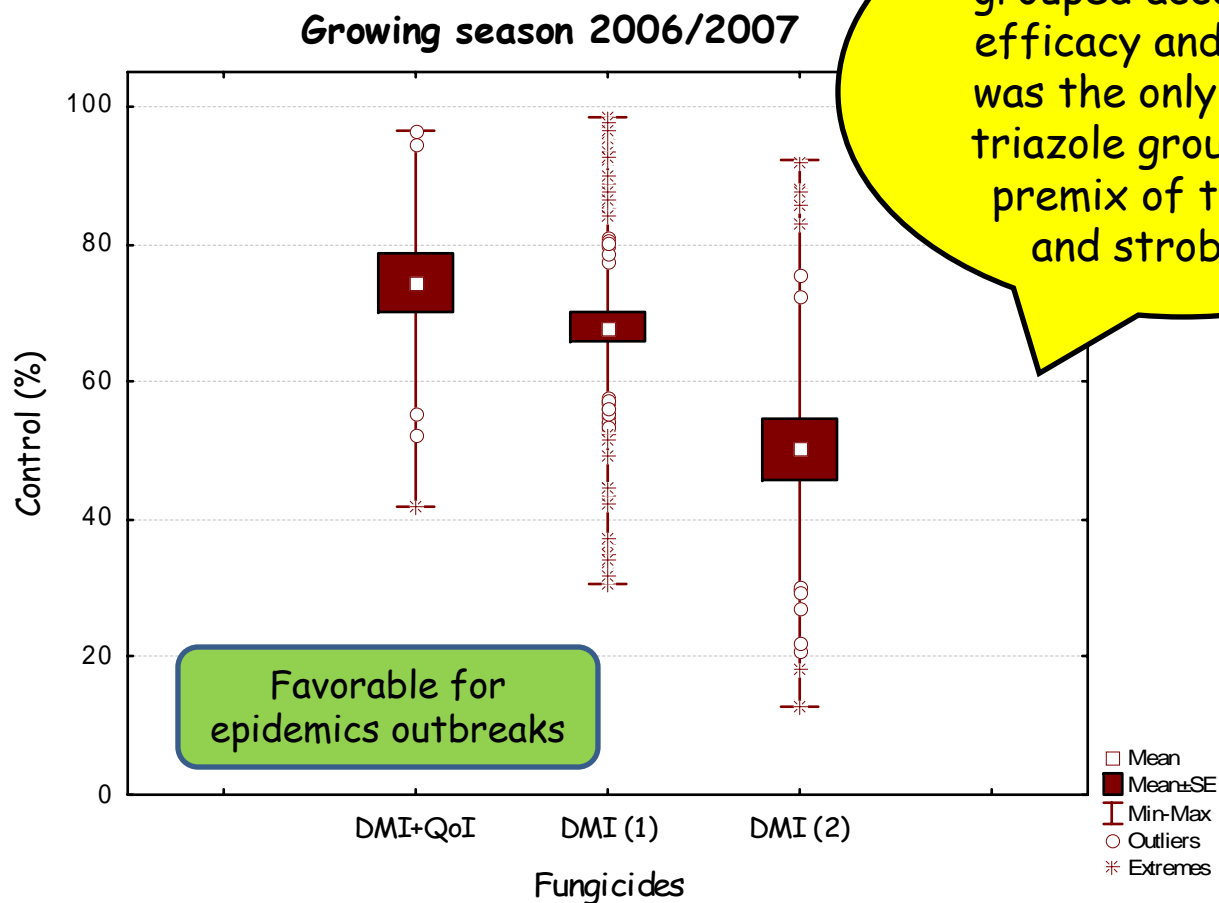 Growing season 2006/2007
efficacy and
was the only
triazole grou
premix of t
and strob
Control (%)
100
80
60
40
20
0
Favorable for
epidemics outbreaks
DMI+QoI DMI (1) DMI (2)
Fungicides
Mean
Mean±SE
Min-Max
Outliers
Extremes